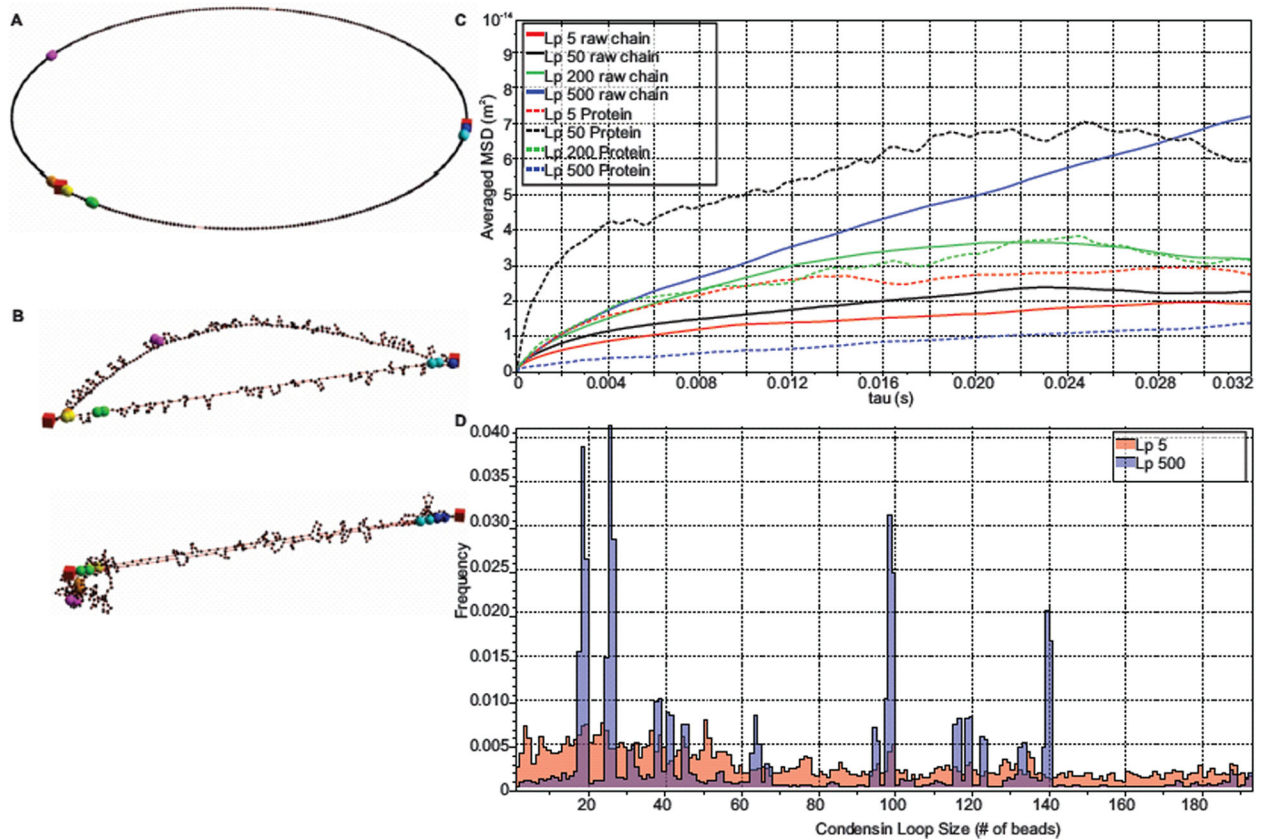 A
B
C
10-14
9
8
7
6
5
4
3
2
1
0
Averaged MSD (m2)
Lp 5 raw chain
Lp 50 raw chain
Lp 200 raw chain
Lp 500 raw chain
Lp 5 Protein
Lp 50 Protein
Lp 200 Protein
Lp 500 Protein
0 0.004 0.008 0.012 0.016 0.020 0.024 0.028 0.032
tau (s)
D
0.040
0.035
0.030
0.025
0.020
0.015
0.010
0.005
0
Frequency
Lp 5
Lp 500
20 40 60 80 100 120 140 160 180
Condensin Loop Size (# of beads)